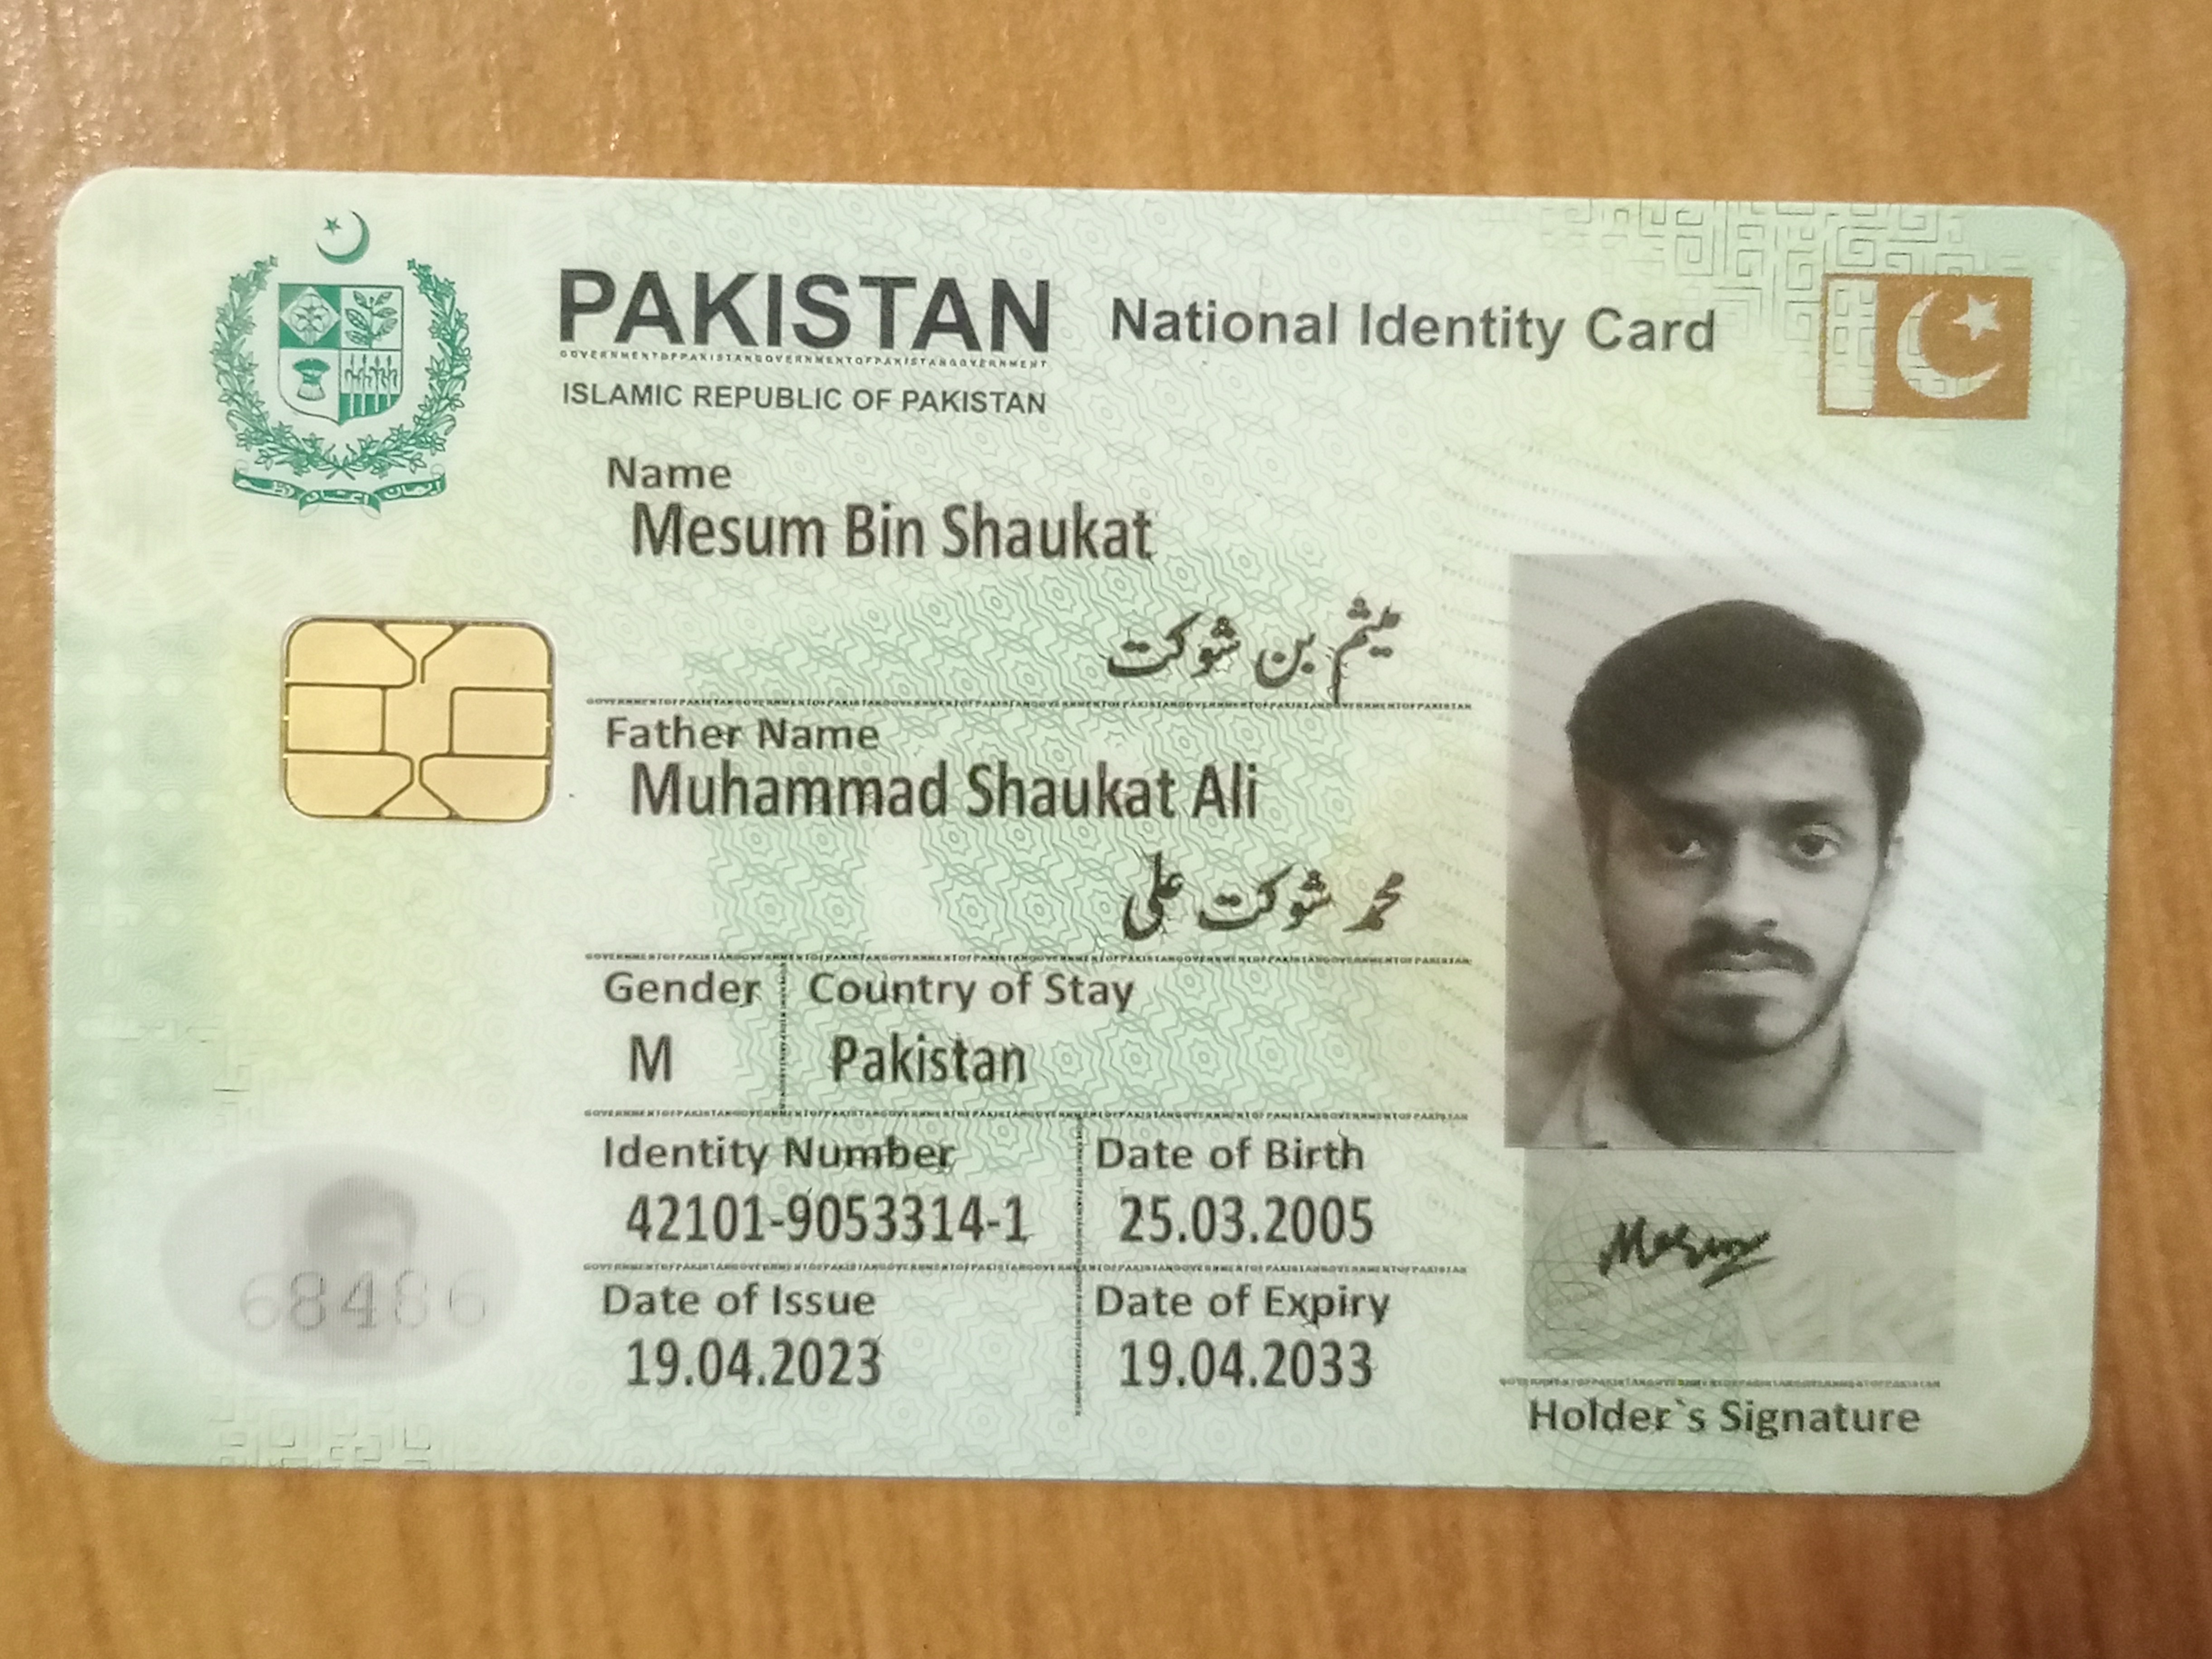 PAKISTAN National Identity Card
ISLAMIC REPUBLIC OF PAKISTAN
Name
Mesum Bin Shaukat
میثم بن شوکت
Father Name
Muhammad Shaukat Ali
محمد شوکت علی
Gender Country of Stay
M Pakistan
Identity Number Date of Birth
42101-9053314-1 25.03.2005
Date of Issue Date of Expiry
19.04.2023 19.04.2033
Mesum
Holder`s Signature